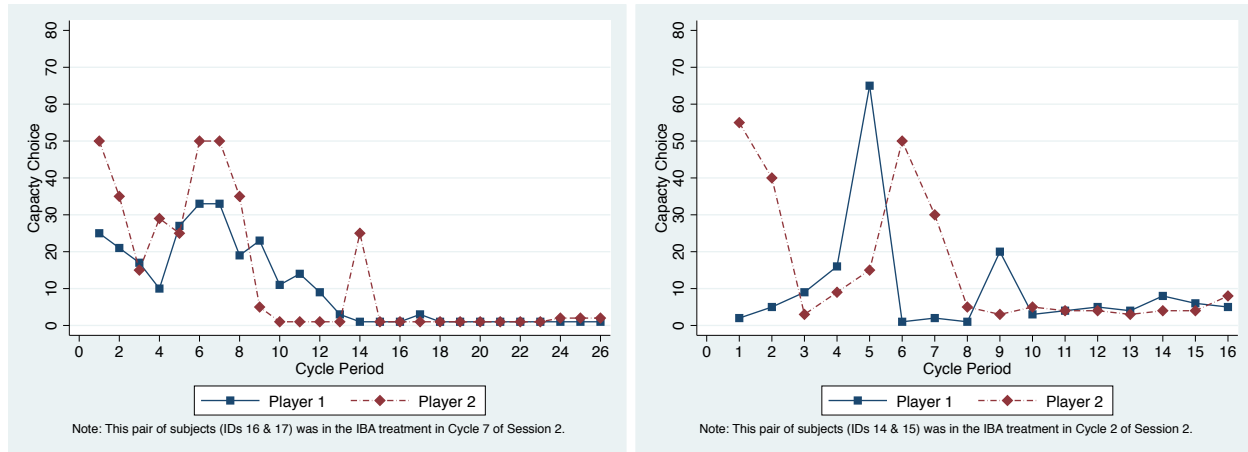 80
70
60
50
40
30
20
10
0
Capacty Choice
0 2 4 6 8 10 12 14 16 18 20 22 24 26
Cycle Period
Player 1 Player 2
Note: This pair of subjects (IDs 16 & 17) was in the IBA treatment in Cycle 7 of Session 2.
80
70
60
50
40
30
20
10
0
Capacty Choice
0 1 2 3 4 5 6 7 8 9 10 11 12 13 14 15 16
Cycle Period
Player 1 Player 2
Note: This pair of subjects (IDs 14 & 15) was in the IBA treatment in Cycle 2 of Session 2.